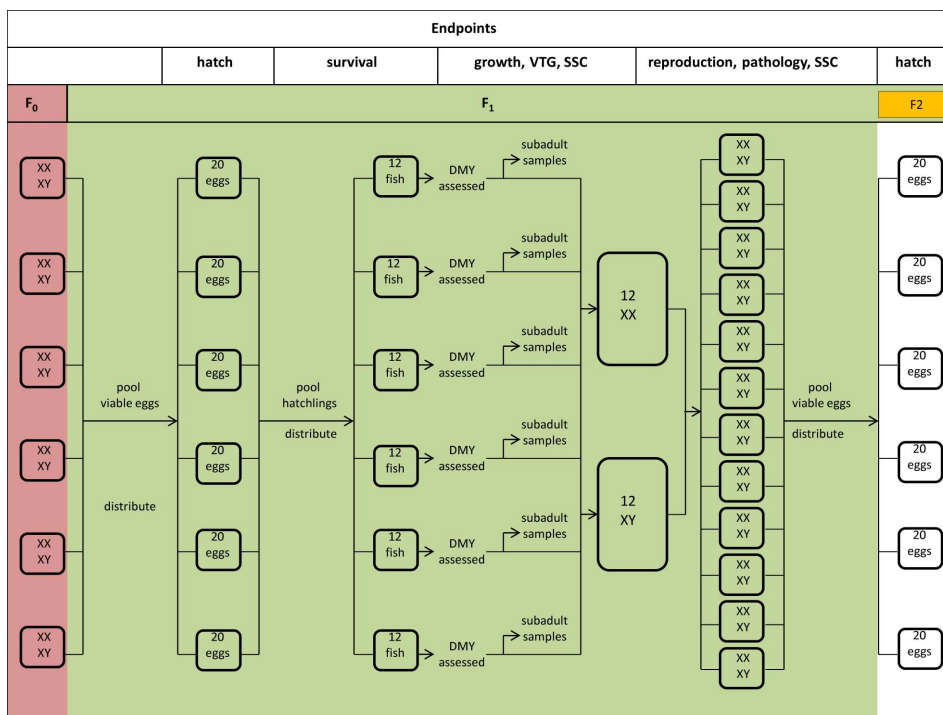 Endpoints
hatch
survival
growth, VTG, SSC
reproduction, pathology, SSC
hatch
F0
F1
F2
XX
XY
XX
XY
XX
XY
XX
XY
XX
XY
XX
XY
pool
viable eggs
distribute
20
eggs
20
eggs
20
eggs
20
eggs
20
eggs
20
eggs
pool
hatchlings
distribute
12
fish
12
fish
12
fish
12
fish
12
fish
12
fish
DMY
assessed
DMY
assessed
DMY
assessed
DMY
assessed
DMY
assessed
DMY
assessed
subadult
samples
subadult
samples
subadult
samples
subadult
samples
subadult
samples
subadult
samples
12
XX
12
XY
XX
XY
XX
XY
XX
XY
XX
XY
XX
XY
XX
XY
XX
XY
XX
XY
XX
XY
XX
XY
XX
XY
XX
XY
pool
viable eggs
distribute
20
eggs
20
eggs
20
eggs
20
eggs
20
eggs
20
eggs